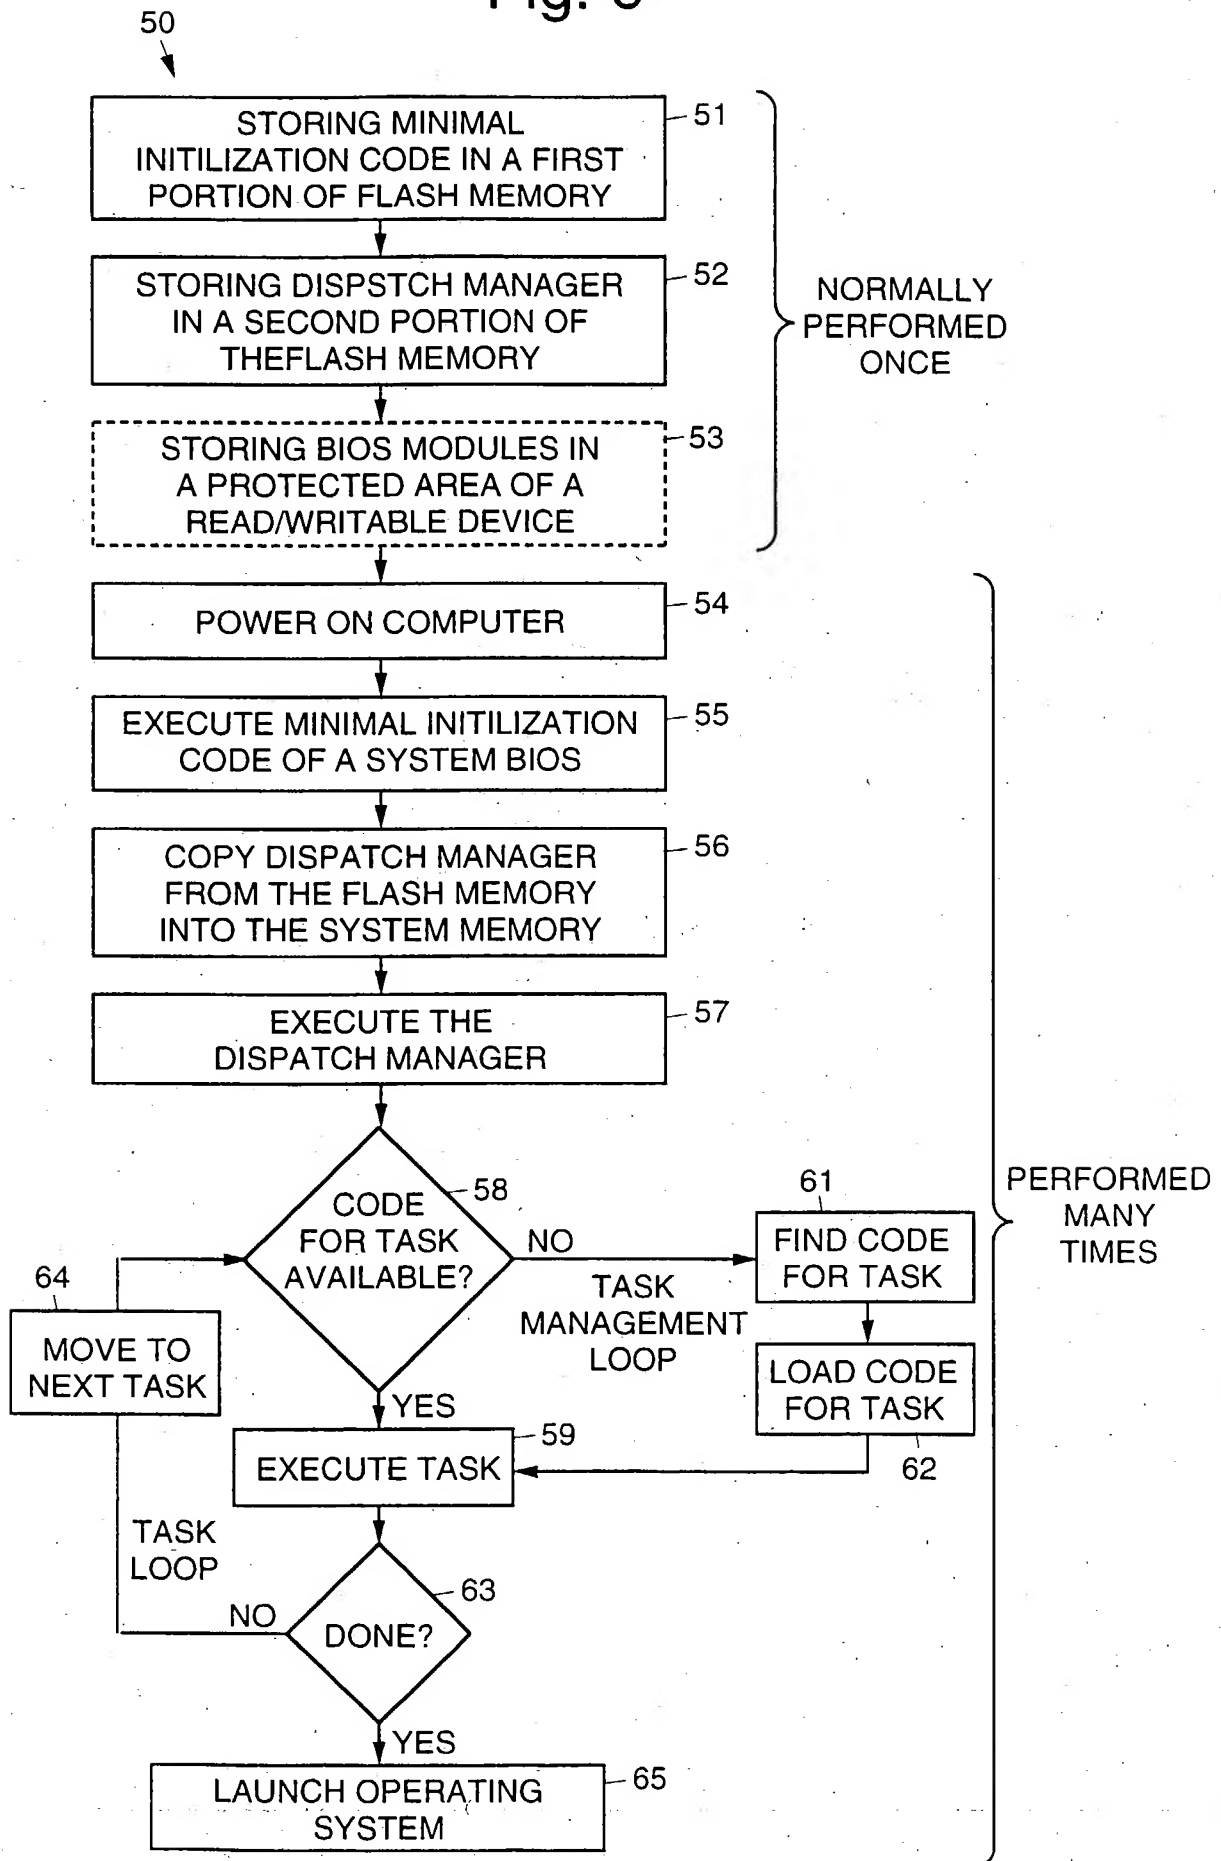 50
STORING MINIMAL
INITILIZATION CODE IN A FIRST
PORTION OF FLASH MEMORY
51
STORING DISPSTCH MANAGER
IN A SECOND PORTION OF
THEFLASH MEMORY
52
NORMALLY
PERFORMED
ONCE
STORING BIOS MODULES IN
A PROTECTED AREA OF A
READ/WRITABLE DEVICE
53
POWER ON COMPUTER
54
EXECUTE MINIMAL INITILIZATION
CODE OF A SYSTEM BIOS
55
COPY DISPATCH MANAGER
FROM THE FLASH MEMORY
INTO THE SYSTEM MEMORY
56
EXECUTE THE
DISPATCH MANAGER
57
CODE
FOR TASK
AVAILABLE?
58
NO
TASK
MANAGEMENT
LOOP
61
FIND CODE
FOR TASK
PERFORMED
MANY
TIMES
64
MOVE TO
NEXT TASK
LOAD CODE
FOR TASK
62
YES
EXECUTE TASK
59
TASK
LOOP
NO
DONE?
63
YES
LAUNCH OPERATING
SYSTEM
65